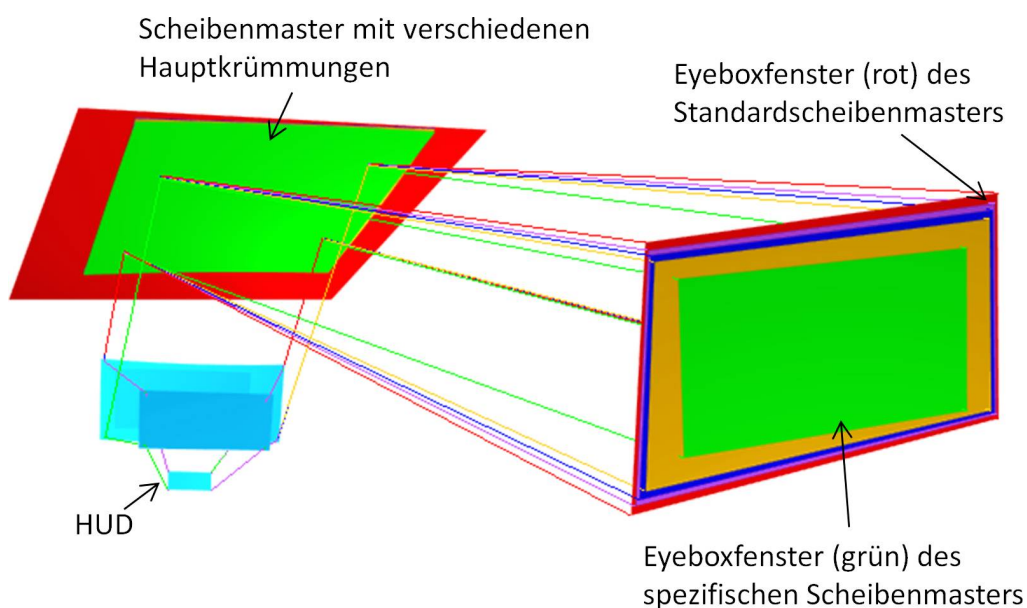 Scheibenmaster mit verschiedenen
Hauptkrümmungen
Eyeboxfenster (rot) des
Standardscheibenmasters
HUD
Eyeboxfenster (grün) des
spezifischen Scheibenmasters